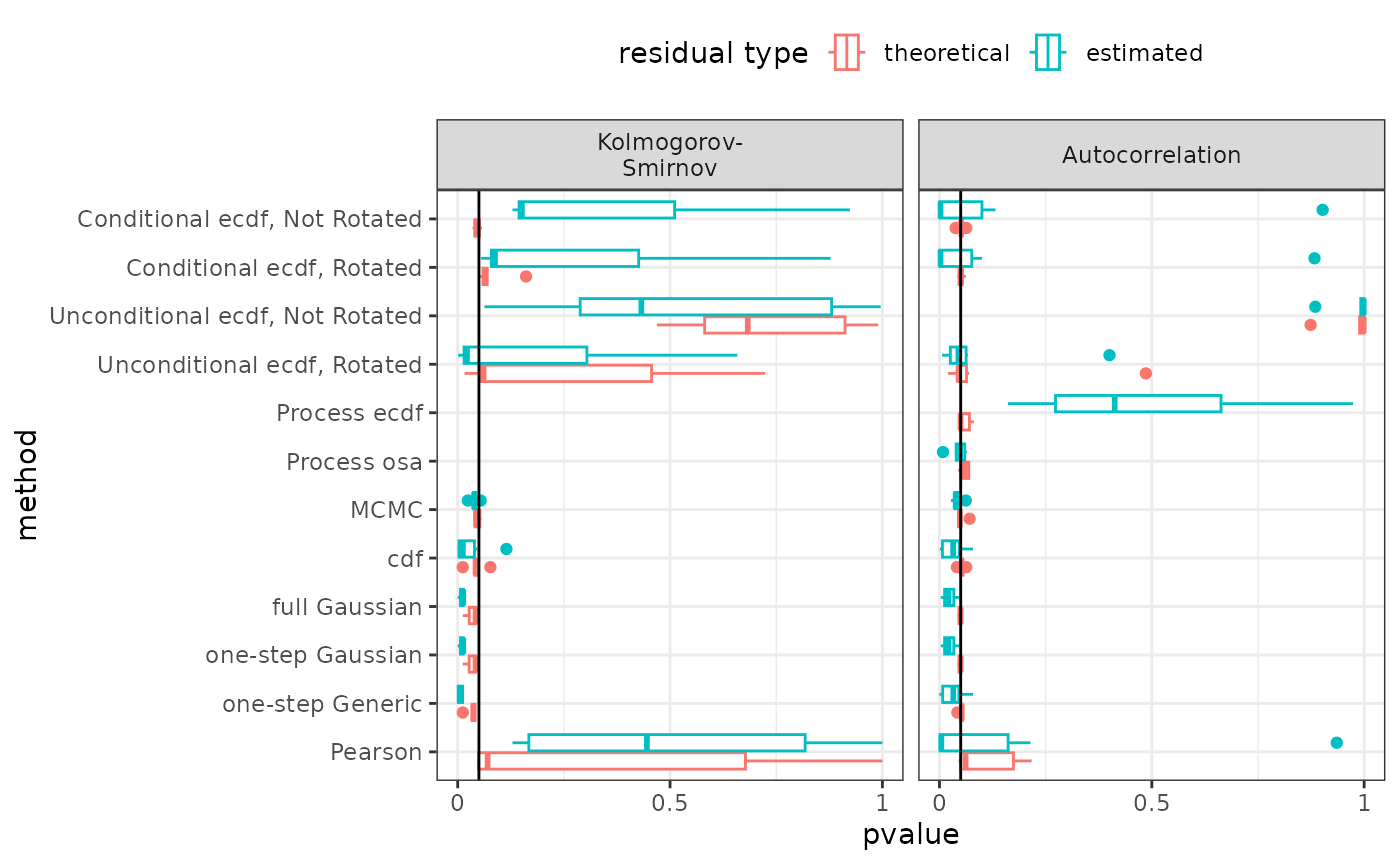 residual type theoretical estimated
Kolmogorov-
Smirnov
Autocorrelation
method
Conditional ecdf, Not Rotated
Conditional ecdf, Rotated
Unconditional ecdf, Not Rotated
Unconditional ecdf, Rotated
Process ecdf
Process osa
MCMC
cdf
full Gaussian
one-step Gaussian
one-step Generic
Pearson
0 0.5 1 0 0.5 1
pvalue